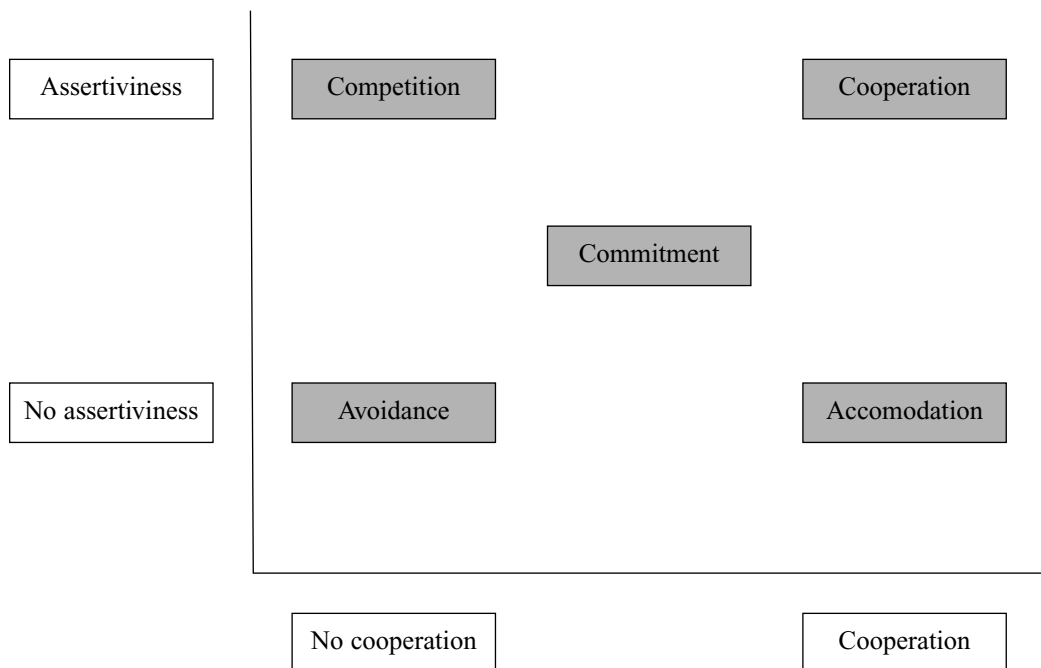 Assertiviness
Competition
Cooperation
Commitment
No assertiviness
Avoidance
Accomodation
No cooperation
Cooperation